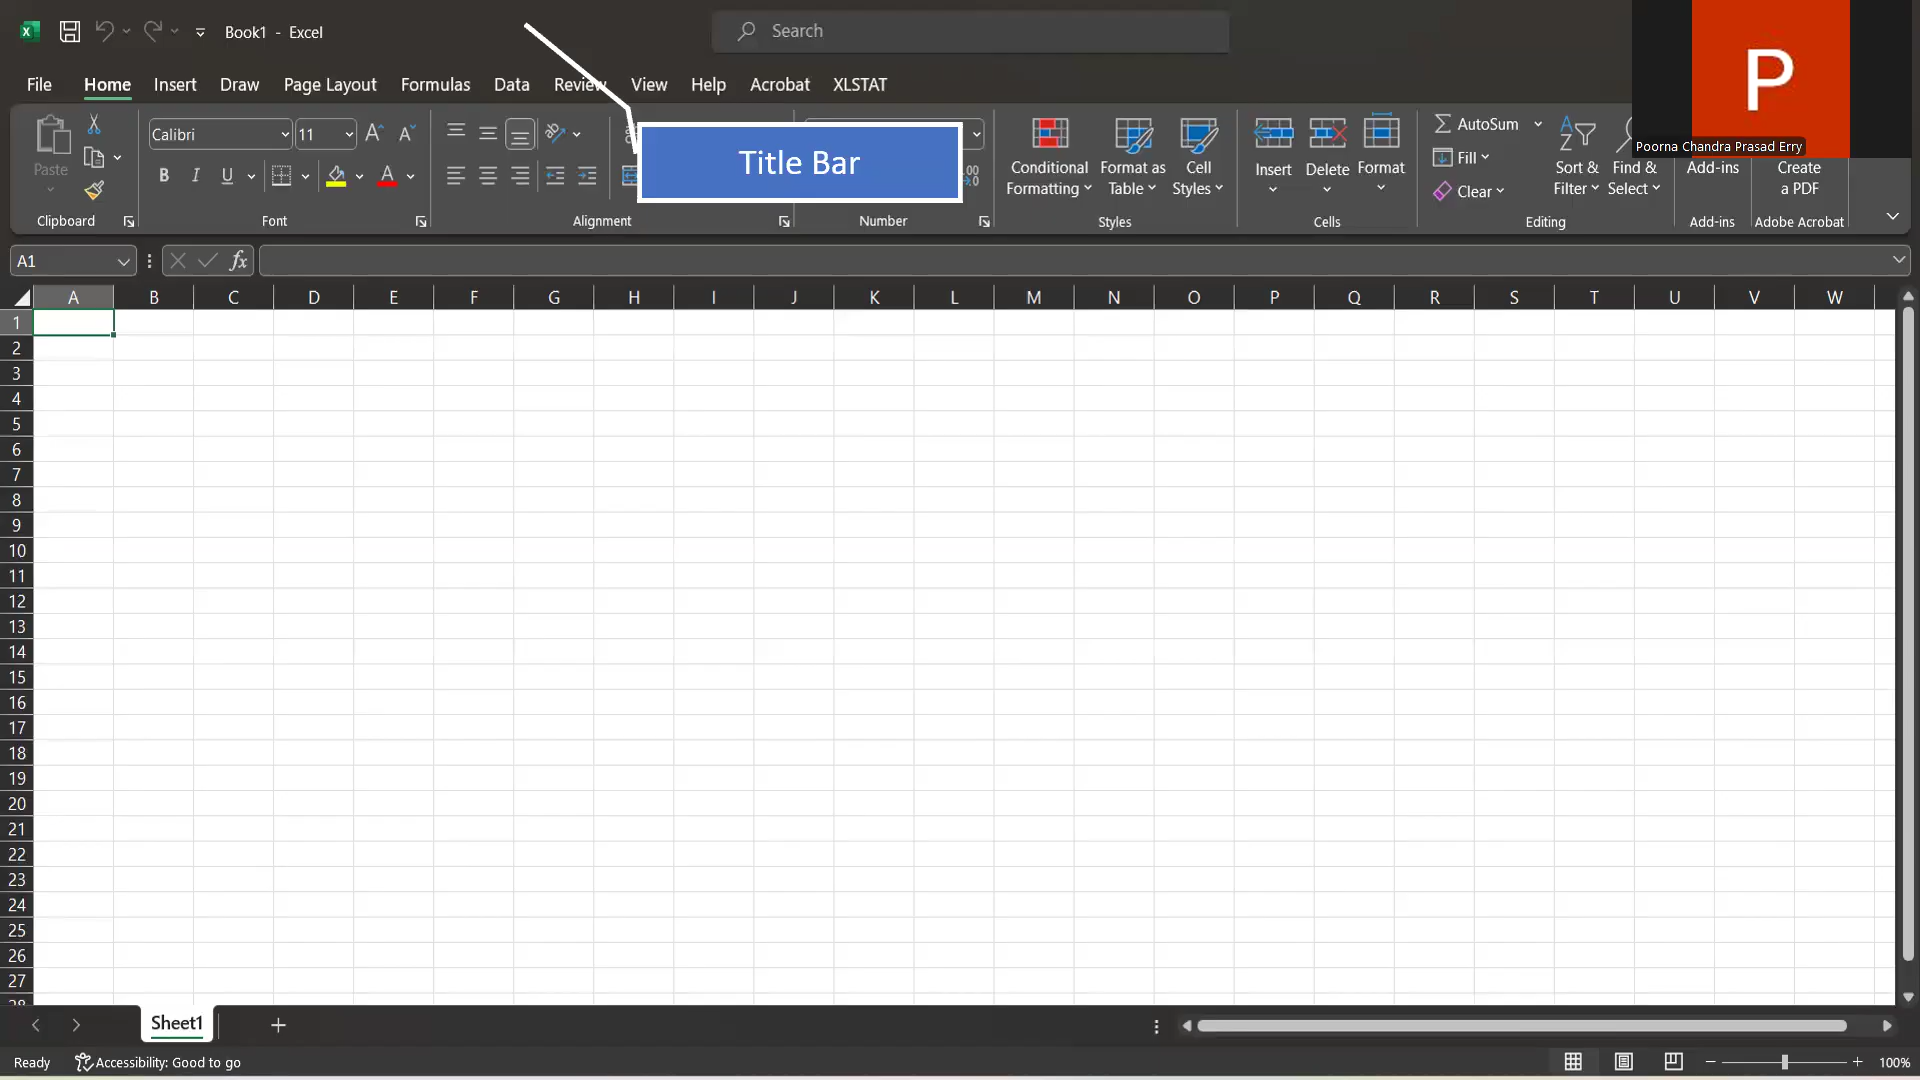 Book1 - Excel
Search
P
Poorna Chandra Prasad Erry
File Home Insert Draw Page Layout Formulas Data Review View Help Acrobat XLSTAT
Title Bar
Paste
Calibri 11
B I U A
Conditional Formatting
Format as Table
Cell Styles
Insert
Delete
Format
AutoSum
Fill
Clear
Sort & Filter
Find & Select
Add-ins
Create a PDF
Clipboard Font Alignment Number Styles Cells Editing Add-ins Adobe Acrobat
A1 fx
A B C D E F G H I J K L M N O P Q R S T U V W
1
2
3
4
5
6
7
8
9
10
11
12
13
14
15
16
17
18
19
20
21
22
23
24
25
26
27
Sheet1
Ready Accessibility: Good to go 100%